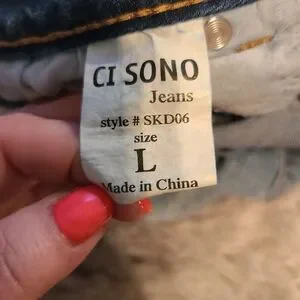 CI SONO
Jeans
style # SKD06
size
L
Made in China